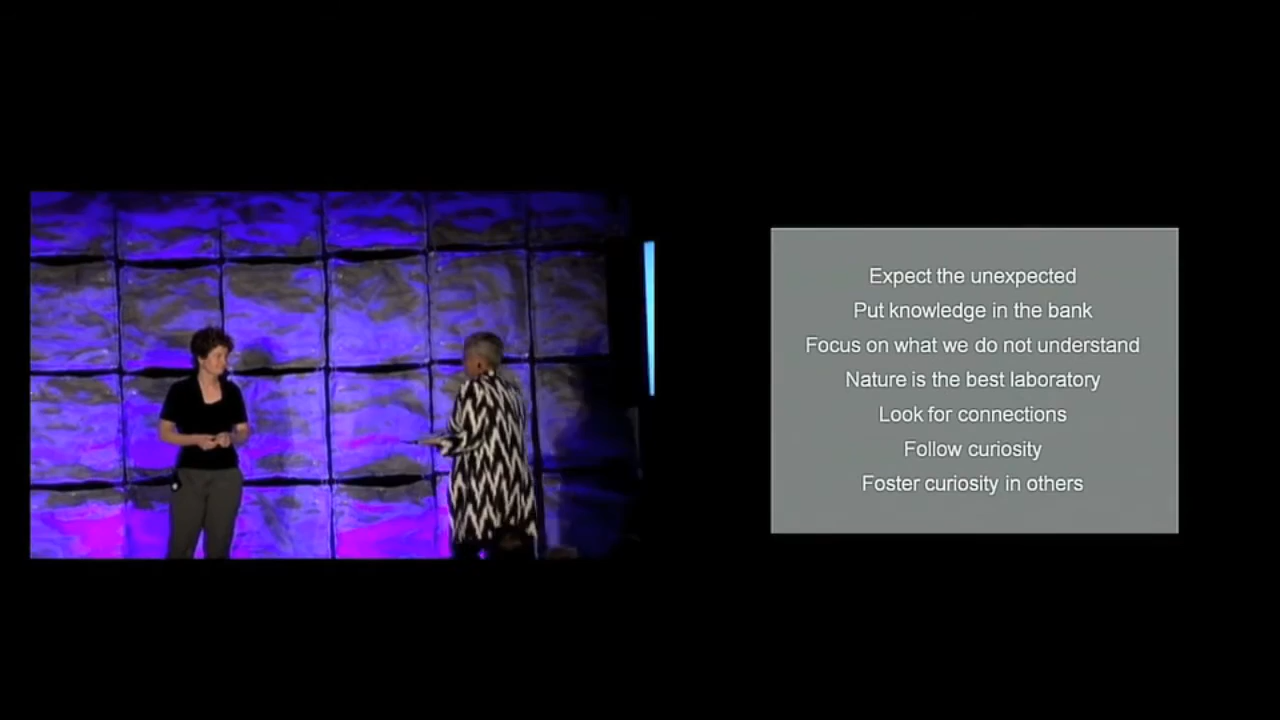 Expect the unexpected
Put knowledge in the bank
Focus on what we do not understand
Nature is the best laboratory
Look for connections
Follow curiosity
Foster curiosity in others